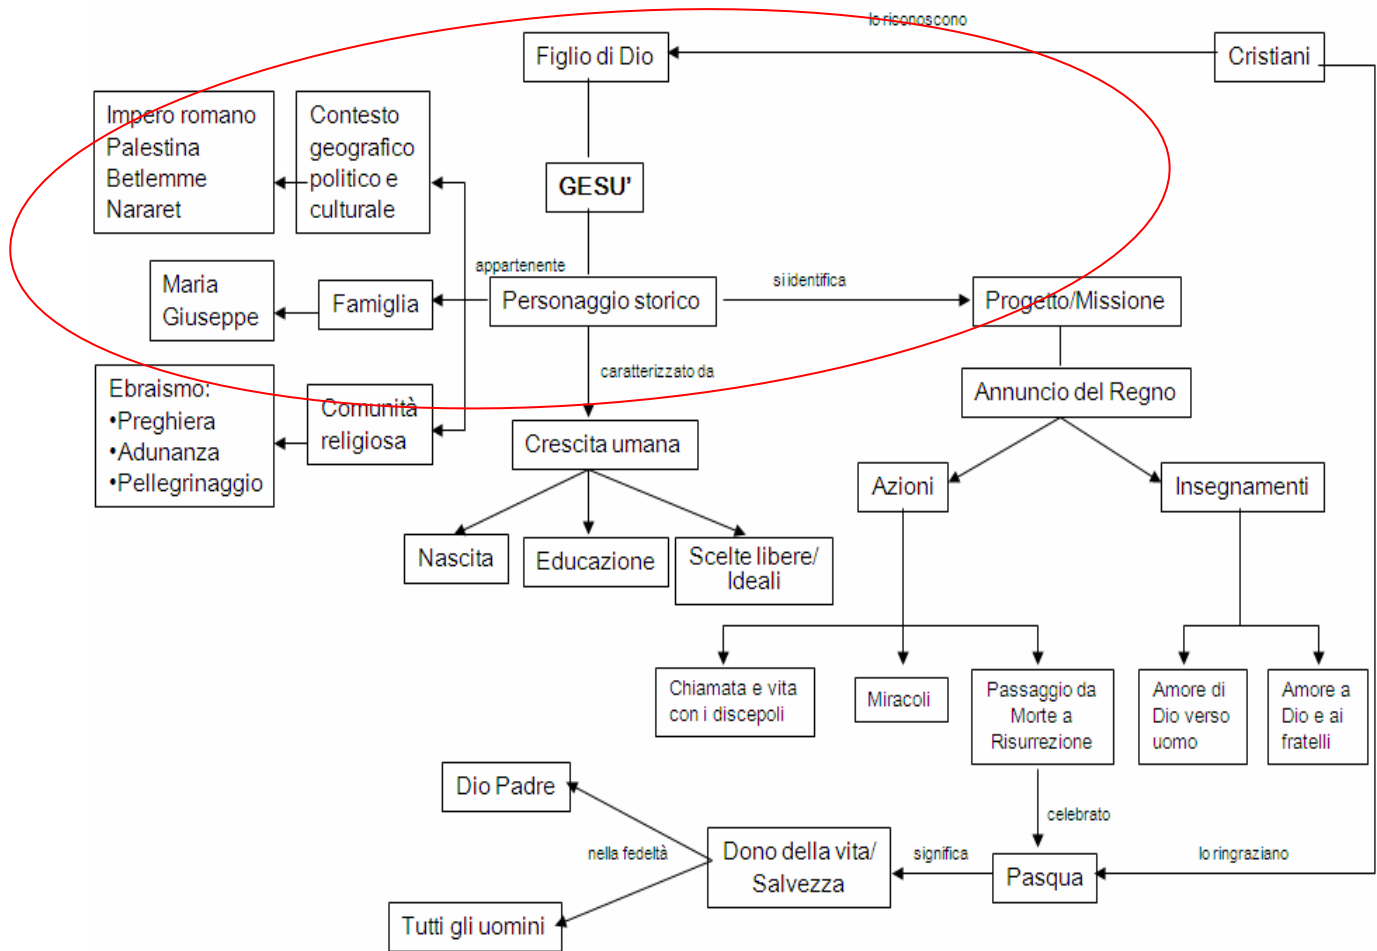 lo riconoscono
Figlio di Dio
Cristiani
Impero romano
Palestina
Betlemme
Nararet
Contesto
geografico
politico e
culturale
GESU'
appartenente
Maria
Giuseppe
Famiglia
Personaggio storico
si identifica
Progetto/Missione
caratterizzato da
Ebraismo:
•Preghiera
•Adunanza
•Pellegrinaggio
Comunità
religiosa
Annuncio del Regno
Crescita umana
Azioni
Insegnamenti
Nascita
Educazione
Scelte libere/
Ideali
Chiamata e vita
con i discepoli
Miracoli
Passaggio da
Morte a
Risurrezione
Amore di
Dio verso
uomo
Amore a
Dio e ai
fratelli
Dio Padre
celebrato
nella fedeltà
Dono della vita/
Salvezza
significa
Pasqua
lo ringraziano
Tutti gli uomini